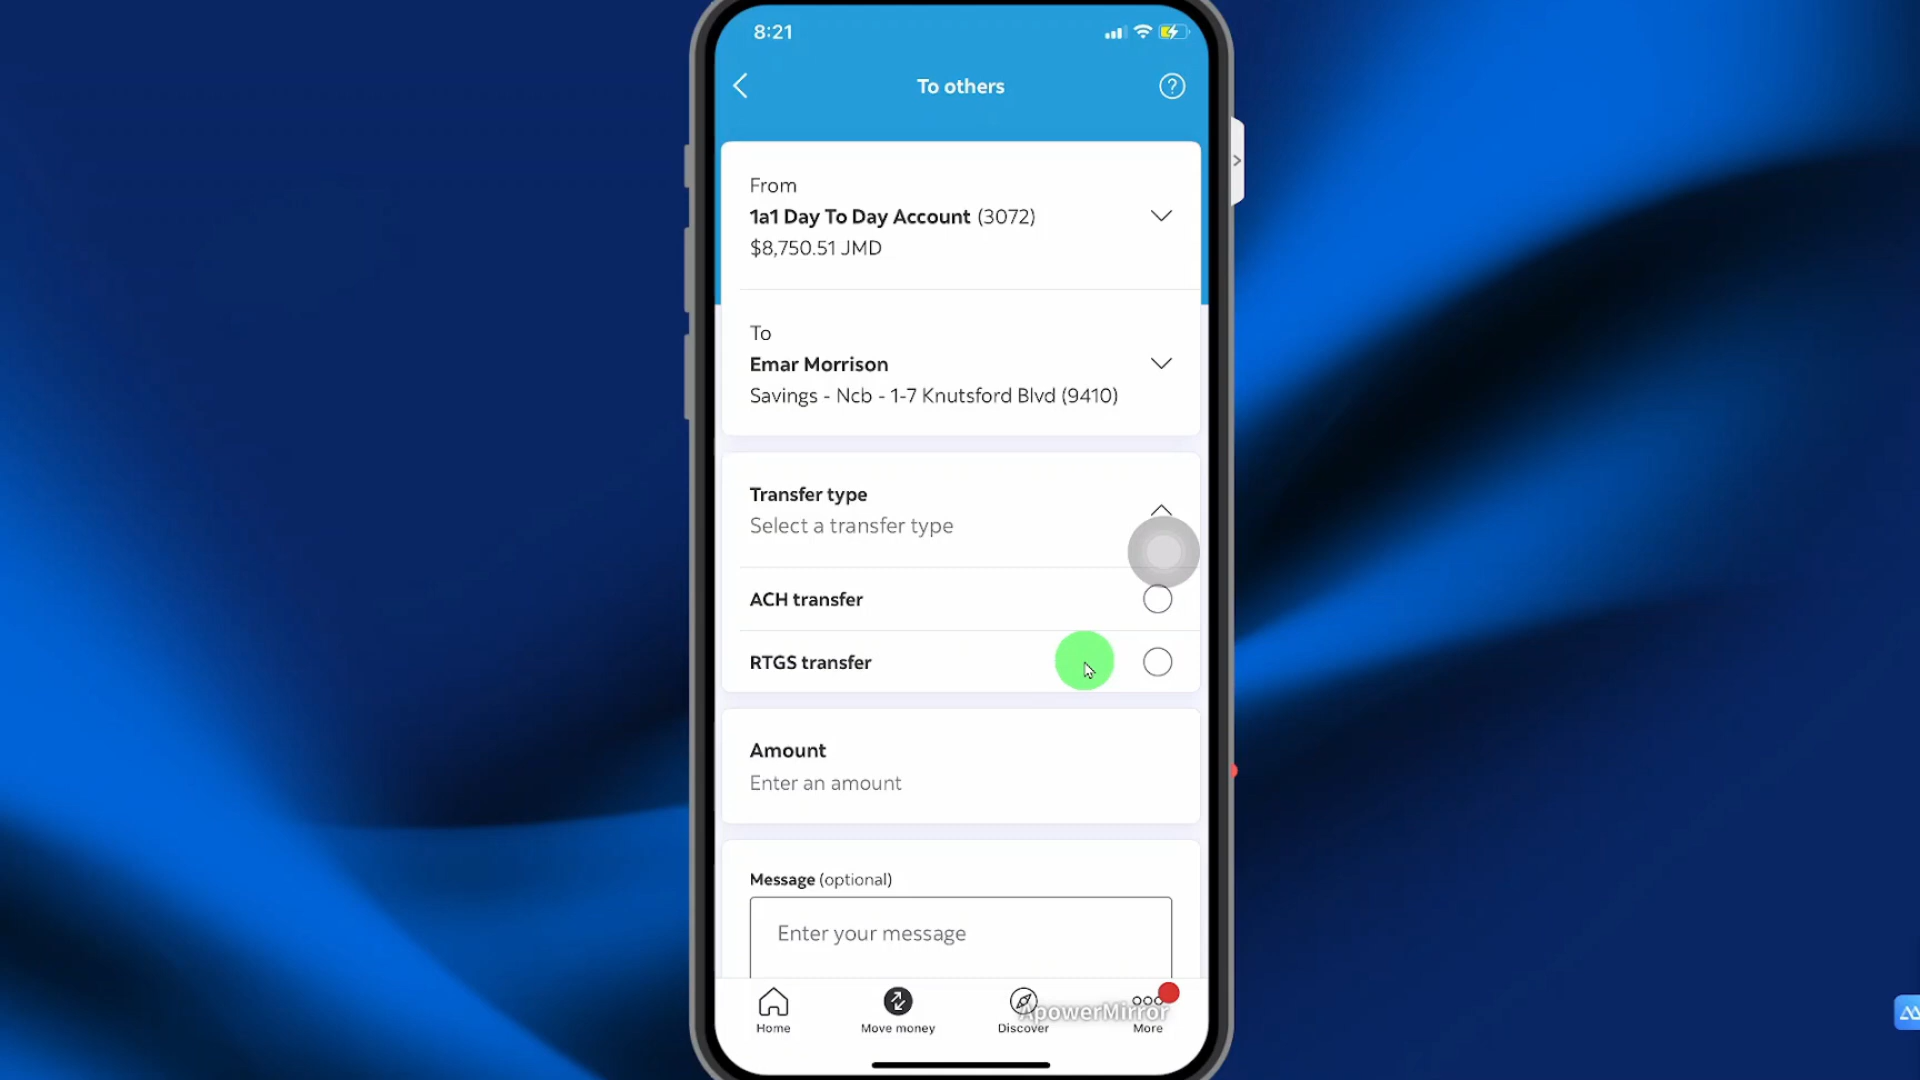 8:21
To others
?
From
1a1 Day To Day Account (3072)
$8,750.51 JMD
To
Emar Morrison
Savings - Ncb - 1-7 Knutsford Blvd (9410)
Transfer type
Select a transfer type
ACH transfer
RTGS transfer
Amount
Enter an amount
Message (optional)
Enter your message
ApowerMirror
Home
Move money
Discover
More